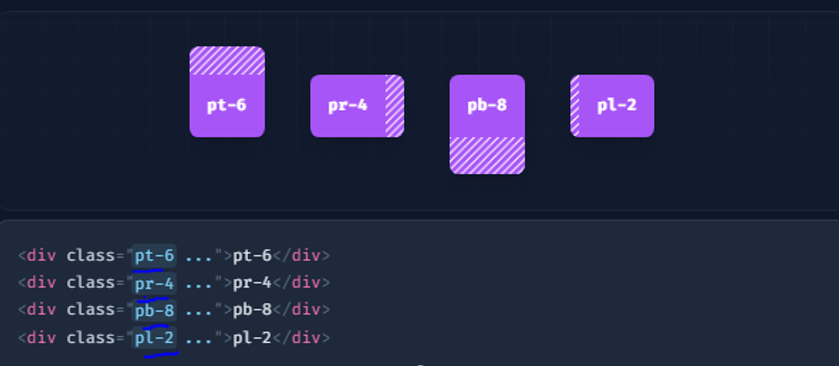 pt-6 pr-4 pb-8 pl-2
<div class="pt-6 ...">pt-6</div>
<div class="pr-4 ...">pr-4</div>
<div class="pb-8 ...">pb-8</div>
<div class="pl-2 ...">pl-2</div>